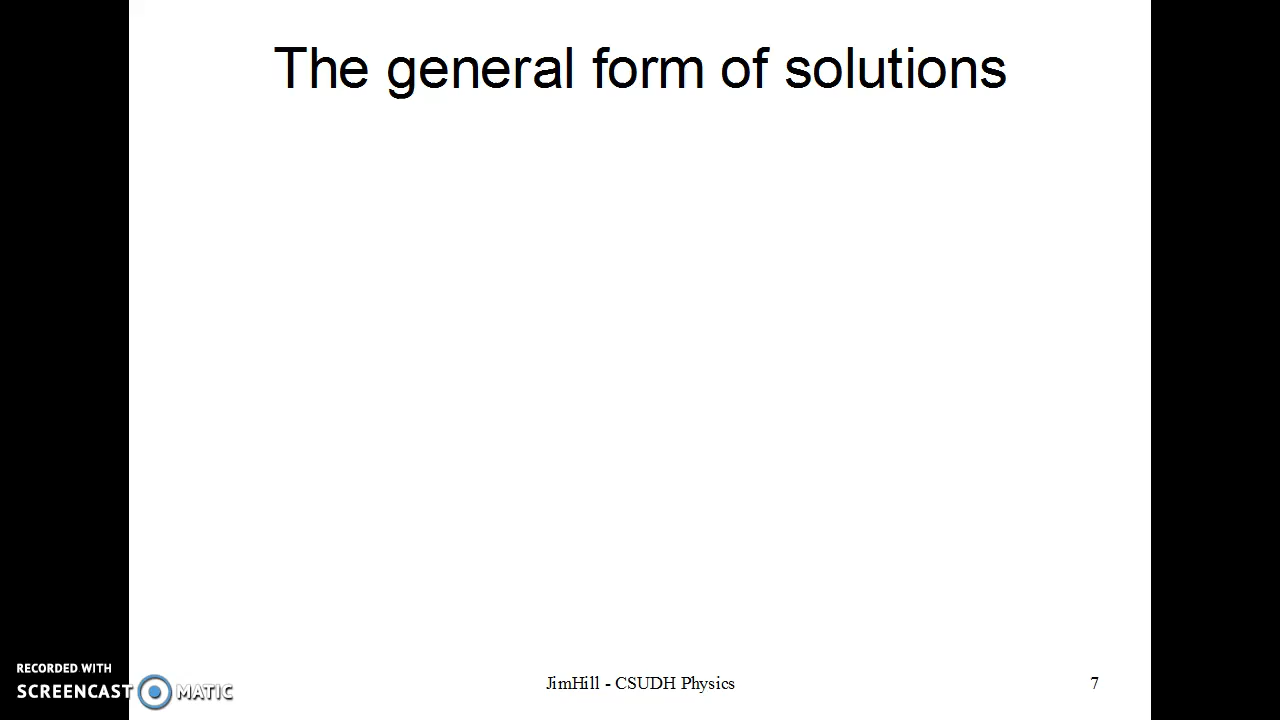 The general form of solutions
RECORDED WITH
SCREENCAST MATIC
JimHill - CSUDH Physics
7